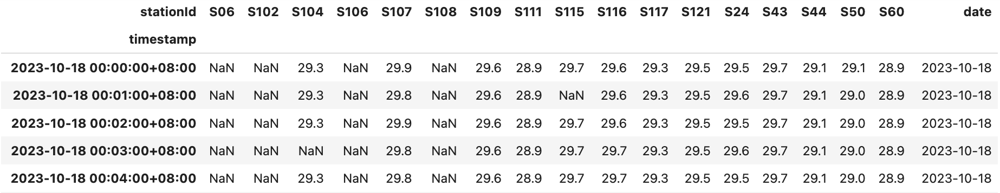 stationId S06 S102 S104 S106 S107 S108 S109 S111 S115 S116 S117 S121 S24 S43 S44 S50 S60 date
timestamp
2023-10-18 00:00:00+08:00 NaN NaN 29.3 NaN 29.9 NaN 29.6 28.9 29.7 29.6 29.3 29.5 29.5 29.7 29.1 29.1 28.9 2023-10-18
2023-10-18 00:01:00+08:00 NaN NaN 29.3 NaN 29.8 NaN 29.6 28.9 NaN 29.6 29.3 29.5 29.6 29.7 29.1 29.0 28.9 2023-10-18
2023-10-18 00:02:00+08:00 NaN NaN 29.3 NaN 29.9 NaN 29.6 28.9 29.7 29.6 29.3 29.5 29.5 29.7 29.1 29.0 28.9 2023-10-18
2023-10-18 00:03:00+08:00 NaN NaN NaN NaN 29.8 NaN 29.6 28.9 29.7 29.7 29.3 29.5 29.6 29.7 29.1 29.0 28.9 2023-10-18
2023-10-18 00:04:00+08:00 NaN NaN 29.3 NaN 29.8 NaN 29.6 28.9 29.7 29.7 29.3 29.5 29.5 29.7 29.1 29.0 28.9 2023-10-18